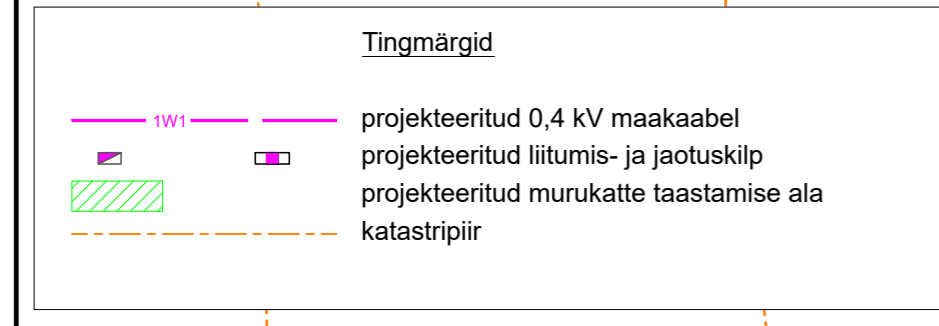 Tingmärgid
1W1 projekteeritud 0,4 kV maakaabel
projekteeritud liitumis- ja jaotuskilp
projekteeritud murukatte taastamise ala
katastripiir